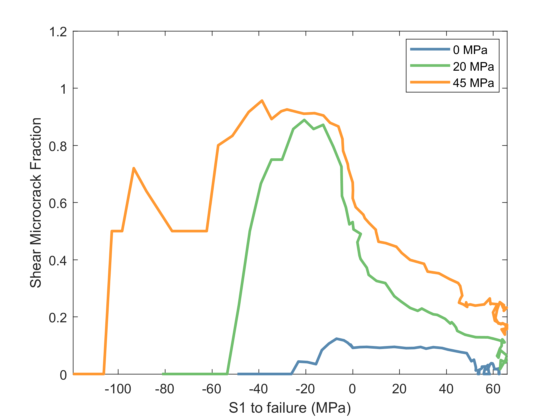 1.2
1
0.8
0.6
0.4
0.2
0
Shear Microcrack Fraction
0 MPa
20 MPa
45 MPa
-100 -80 -60 -40 -20 0 20 40 60
S1 to failure (MPa)